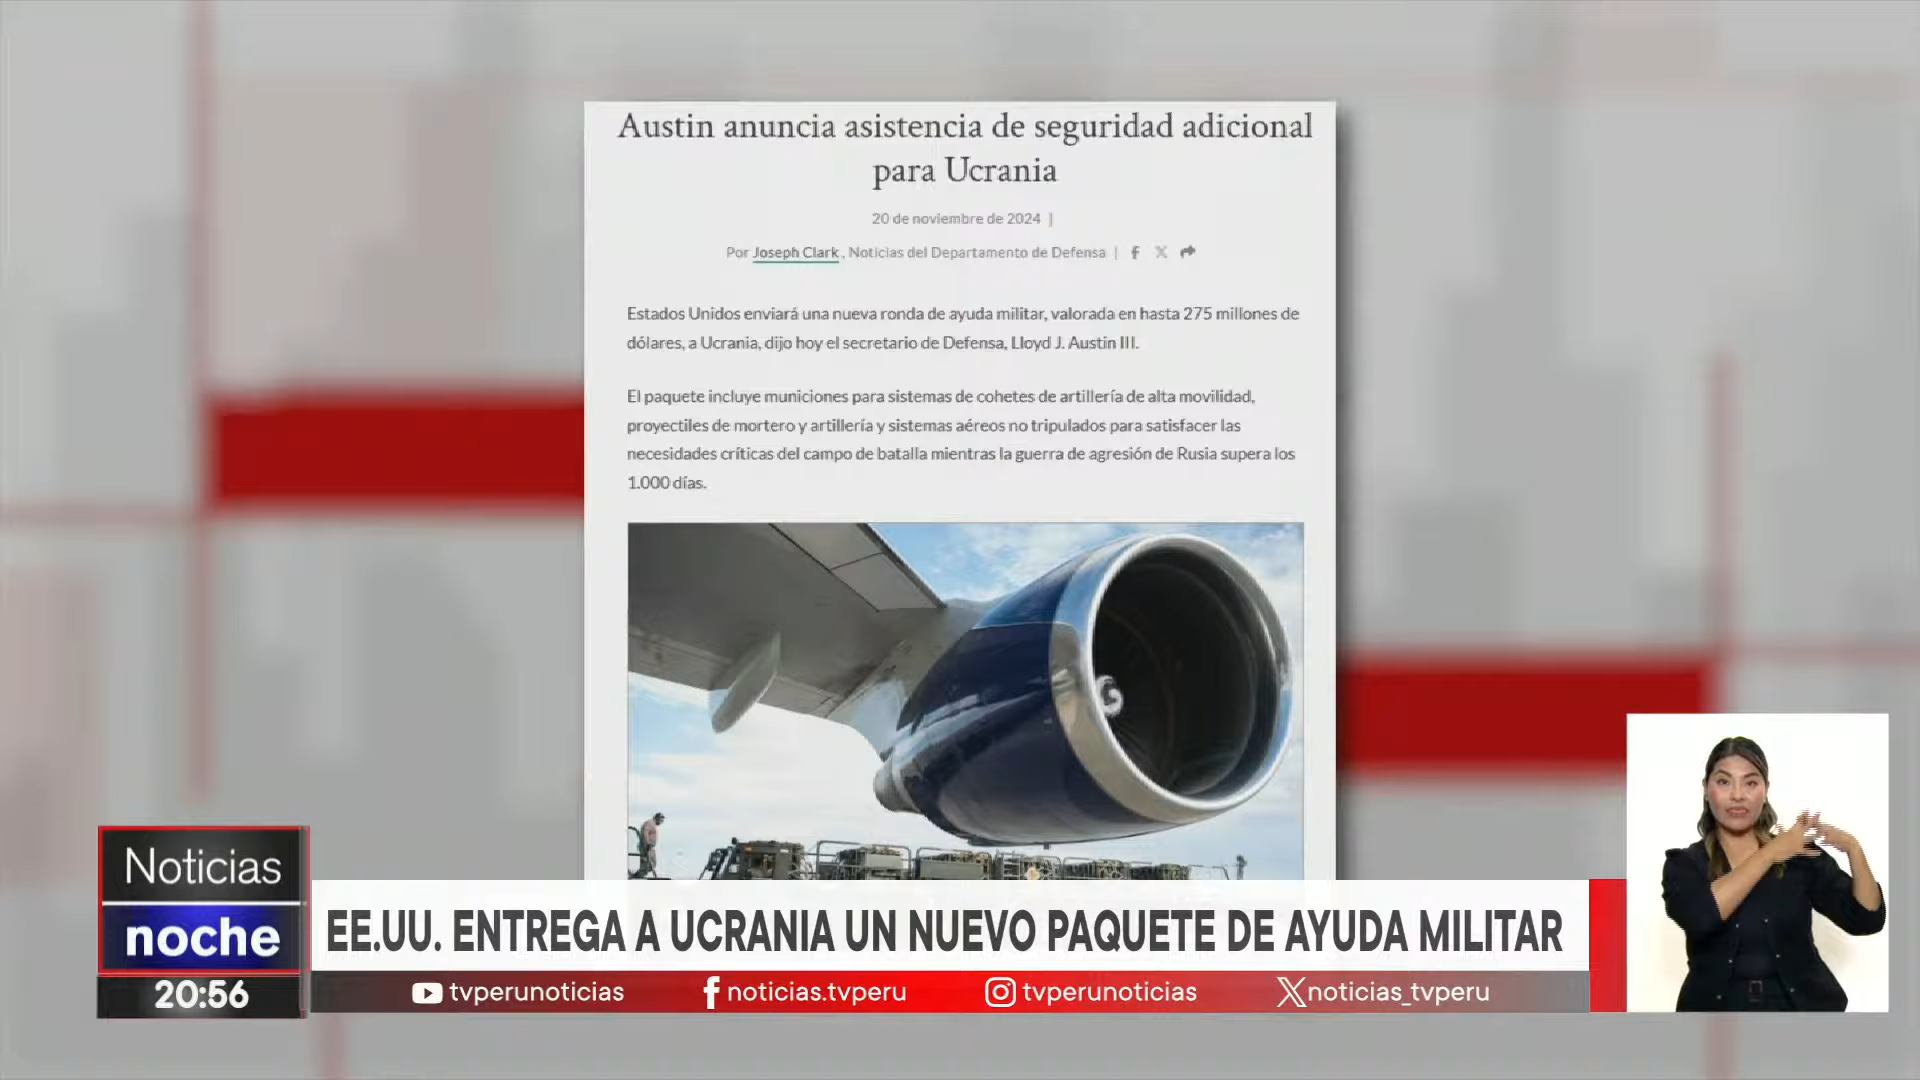 Austin anuncia asistencia de seguridad adicional
para Ucrania
20 de noviembre de 2024 |
Por Joseph Clark , Noticias del Departamento de Defensa |
Estados Unidos enviará una nueva ronda de ayuda militar, valorada en hasta 275 millones de
dólares, a Ucrania, dijo hoy el secretario de Defensa, Lloyd J. Austin III.
El paquete incluye municiones para sistemas de cohetes de artillería de alta movilidad,
proyectiles de mortero y artillería y sistemas aéreos no tripulados para satisfacer las
necesidades críticas del campo de batalla mientras la guerra de agresión de Rusia supera los
1.000 días.
Noticias
noche
20:56
EE.UU. ENTREGA A UCRANIA UN NUEVO PAQUETE DE AYUDA MILITAR
tvperunoticias
noticias.tvperu
tvperunoticias
noticias_tvperu